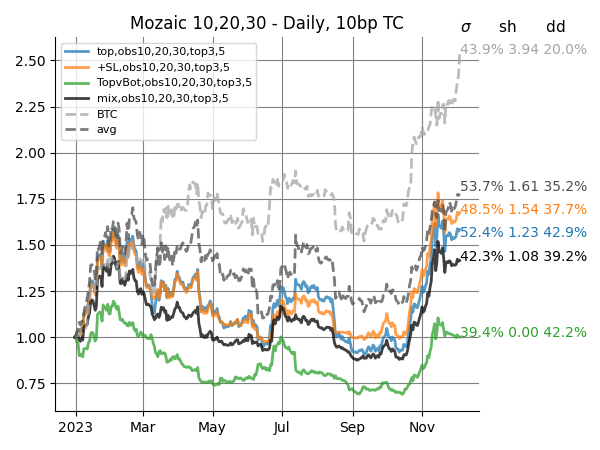 Mozaic 10,20,30 - Daily, 10bp TC
σ sh dd
top,obs10,20,30,top3,5
+SL,obs10,20,30,top3,5
TopvBot,obs10,20,30,top3,5
mix,obs10,20,30,top3,5
BTC
avg
43.9% 3.94 20.0%
53.7% 1.61 35.2%
48.5% 1.54 37.7%
52.4% 1.23 42.9%
42.3% 1.08 39.2%
39.4% 0.00 42.2%
2.50
2.25
2.00
1.75
1.50
1.25
1.00
0.75
2023 Mar May Jul Sep Nov